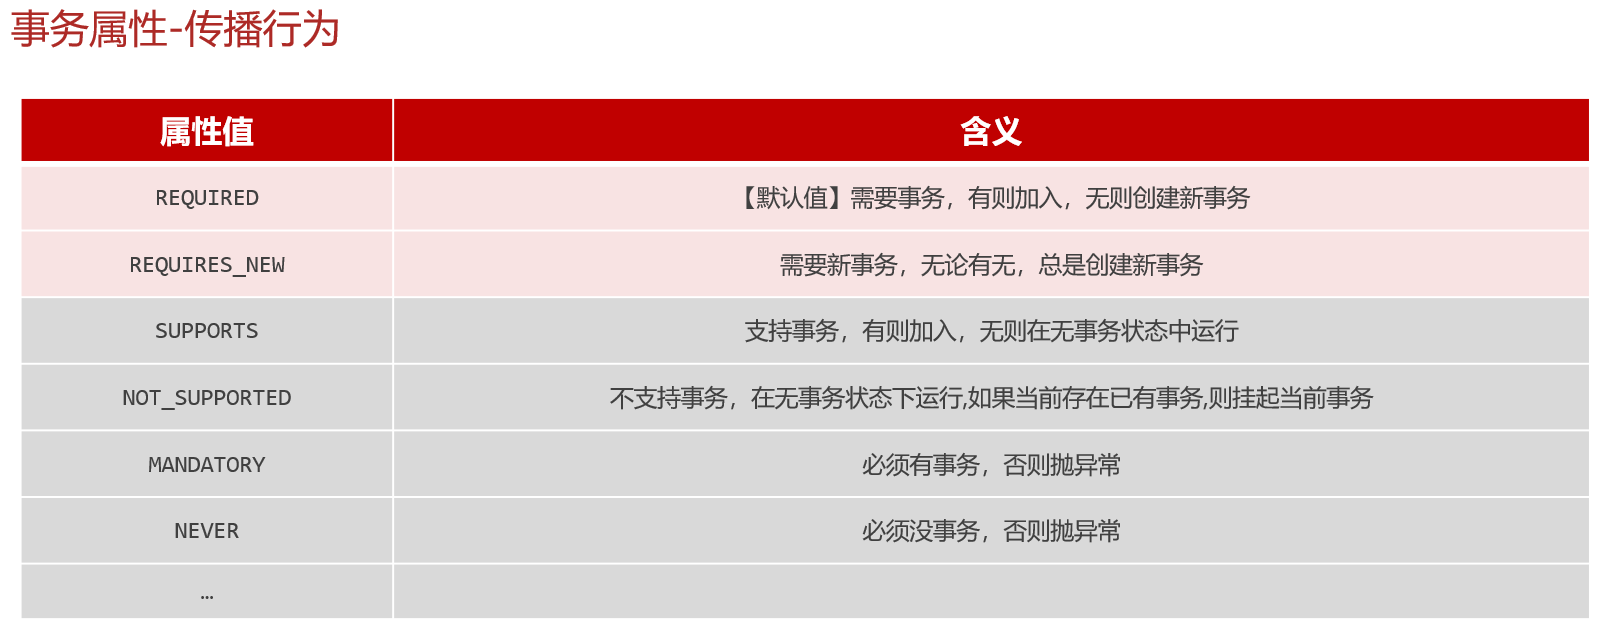 事务属性-传播行为
属性值 含义
REQUIRED 【默认值】需要事务，有则加入，无则创建新事务
REQUIRES_NEW 需要新事务，无论有无，总是创建新事务
SUPPORTS 支持事务，有则加入，无则在无事务状态中运行
NOT_SUPPORTED 不支持事务，在无事务状态下运行,如果当前存在已有事务,则挂起当前事务
MANDATORY 必须有事务，否则抛异常
NEVER 必须没事务，否则抛异常
…